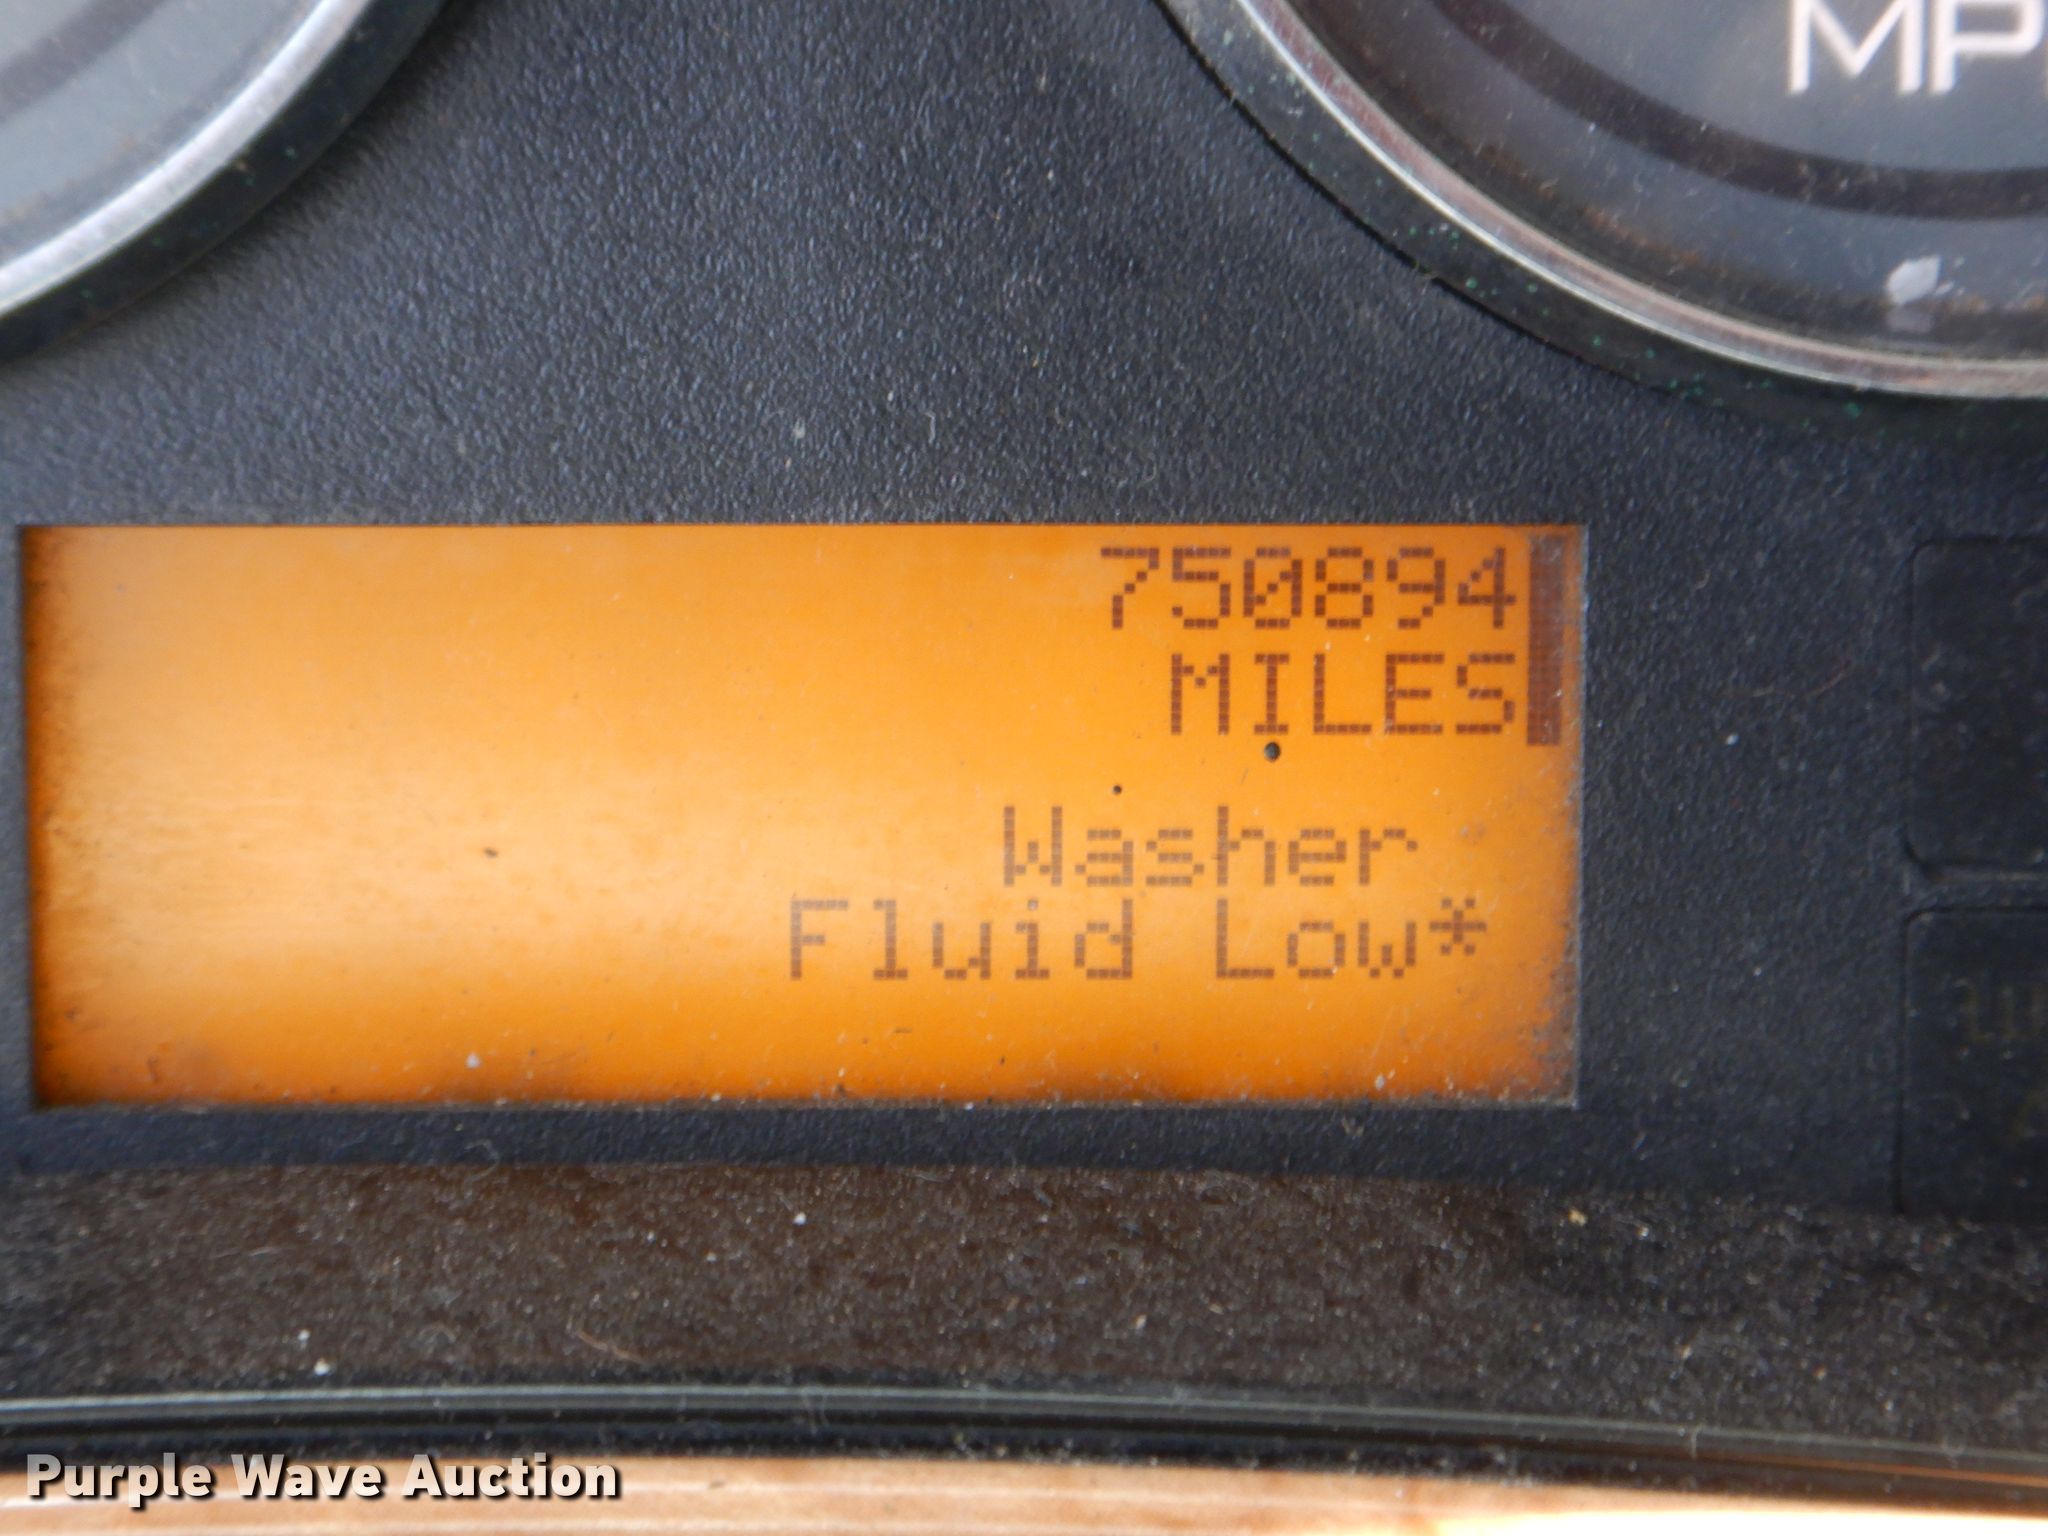 MP
750894
MILES
Washer
Fluid Low*
Purple Wave Auction